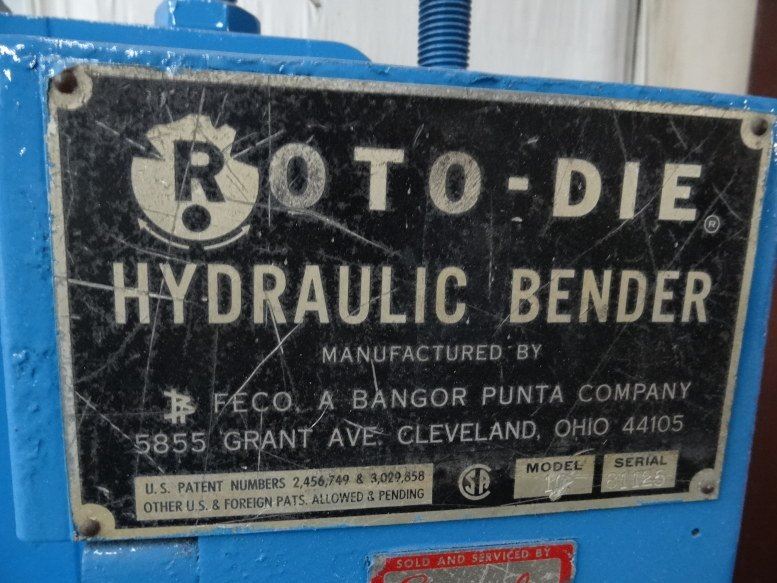 ROTO-DIE ®
HYDRAULIC BENDER
MANUFACTURED BY
FECO A BANGOR PUNTA COMPANY
5855 GRANT AVE. CLEVELAND, OHIO 44105
U.S. PATENT NUMBERS 2,456,749 & 3,029,858
OTHER U.S. & FOREIGN PATS. ALLOWED & PENDING
MODEL
SERIAL
SOLD AND SERVICED BY